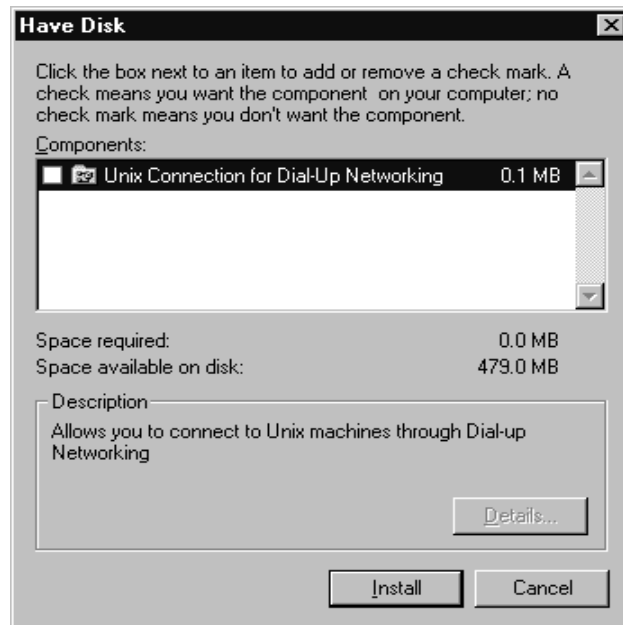 Have Disk
Click the box next to an item to add or remove a check mark. A
check means you want the component on your computer; no
check mark means you don't want the component.
Components:
Unix Connection for Dial-Up Networking 0.1 MB
Space required: 0.0 MB
Space available on disk: 479.0 MB
Description
Allows you to connect to Unix machines through Dial-up
Networking
Details...
Install Cancel